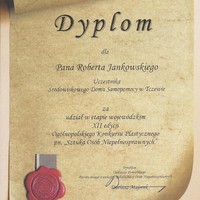 Dyplom
dla
Pana Roberta Jankowskiego
Uczestnika
Środowiskowego Domu Samopomocy w Tczewie
za
udział w etapie wojewódzkim
XII edycji
Ogólnopolskiego Konkursu Plastycznego
pn. „Sztuka Osób Niepełnosprawnych”